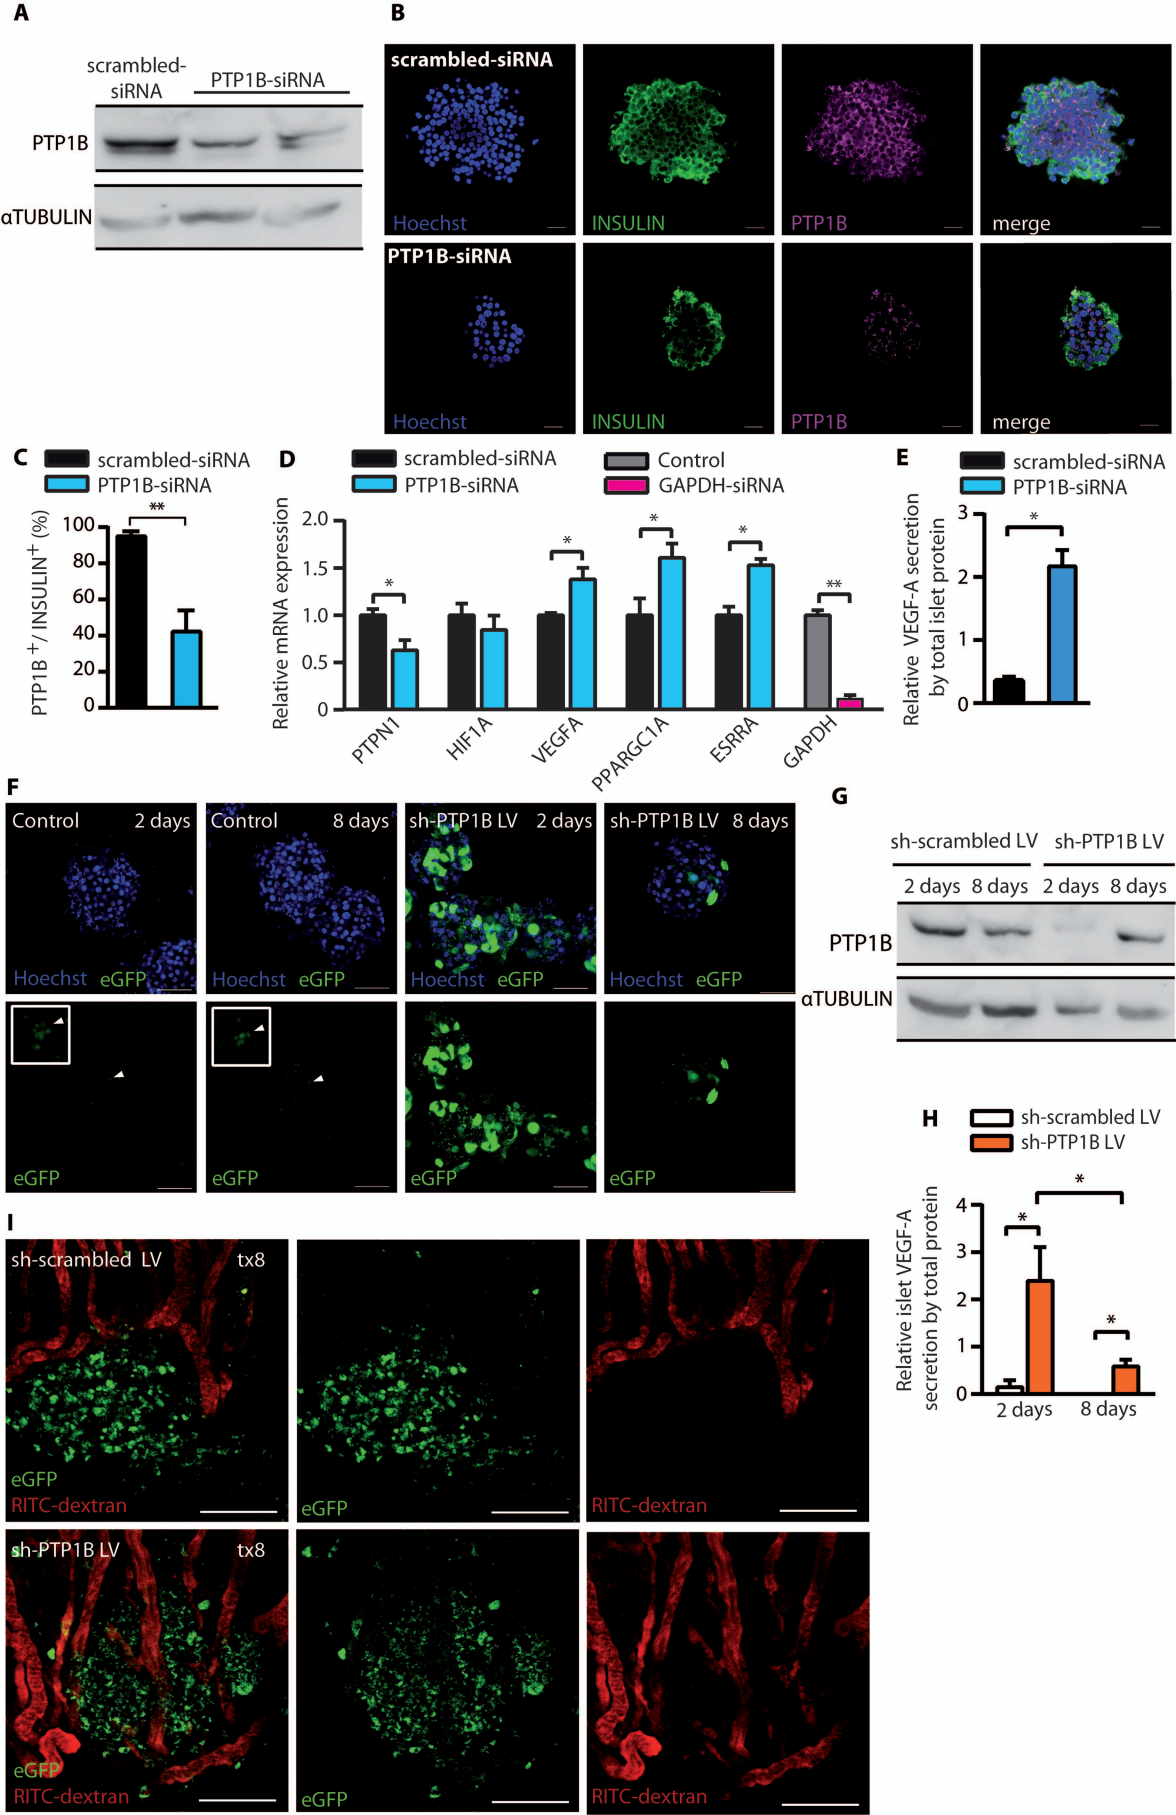 A
scrambled-
siRNA
PTP1B-siRNA
PTP1B
αTUBULIN
B
scrambled-siRNA
Hoechst
INSULIN
PTP1B
merge
PTP1B-siRNA
Hoechst
INSULIN
PTP1B
merge
C
scrambled-siRNA
PTP1B-siRNA
PTP1B+/INSULIN+ (%)
100
80
60
40
20
0
**
D
scrambled-siRNA
PTP1B-siRNA
Control
GAPDH-siRNA
Relative mRNA expression
2.0
1.5
1.0
0.5
0
*
*
*
*
**
PTPN1
HIF1A
VEGFA
PPARGC1A
ESRRA
GAPDH
E
scrambled-siRNA
PTP1B-siRNA
Relative VEGF-A secretion
by total islet protein
3
2
1
0
*
F
Control 2 days
Hoechst eGFP
Control 8 days
Hoechst eGFP
sh-PTP1B LV 2 days
Hoechst eGFP
sh-PTP1B LV 8 days
Hoechst eGFP
eGFP
eGFP
eGFP
eGFP
G
sh-scrambled LV sh-PTP1B LV
2 days 8 days 2 days 8 days
PTP1B
αTUBULIN
H
sh-scrambled LV
sh-PTP1B LV
Relative islet VEGF-A
secretion by total protein
4
3
2
1
0
*
*
*
2 days 8 days
I
sh-scrambled LV tx8
eGFP
RITC-dextran
eGFP
RITC-dextran
sh-PTP1B LV tx8
eGFP
RITC-dextran
eGFP
RITC-dextran